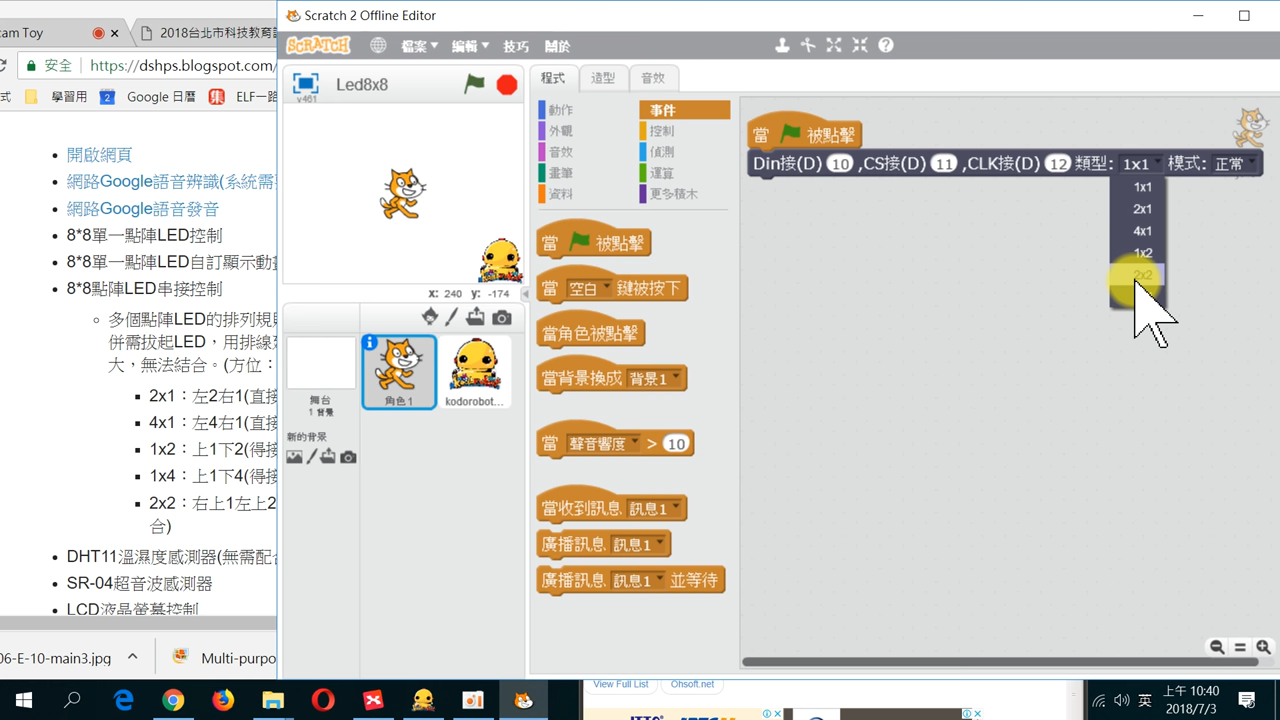 Scratch 2 Offline Editor
cam Toy
2018台北市科技教育
安全
https://dshps.blogspot.com/
學習用
2
Google 日曆
集
ELF一路
SCRATCH
檔案
編輯
技巧
關於
v461
Led8x8
程式
造型
音效
動作
事件
外觀
控制
音效
偵測
畫筆
運算
資料
更多積木
當 被點擊
當 空白 鍵被按下
當角色被點擊
當背景換成 背景1
當 聲音響度 > 10
當收到訊息 訊息1
廣播訊息 訊息1
廣播訊息 訊息1 並等待
當 被點擊
Din接(D) 10 ,CS接(D) 11 ,CLK接(D) 12 類型: 1x1 模式: 正常
1x1
2x1
4x1
1x2
2x2
x: 240 y: -174
舞台
1 背景
新的背景
角色1
kodorobot...
開啟網頁
網路Google語音辨識(系統需
網路Google語音發音
8*8單一點陣LED控制
8*8單一點陣LED自訂顯示動
8*8點陣LED串接控制
多個點陣LED的排列規
併需拔起LED，用排線
大，無法結合。(方位：
2x1：左2右1(直接
4x1：左4右1(直接
1x2：上1下2(得接
1x4：上1下4(得接
2x2：右上1左上2
台)
DHT11溫濕度感測器(無需配
SR-04超音波感測器
LCD液晶螢幕控制
06-E-10-main3.jpg
Multi-purpo
View Full List
Ohsoft.net
英
上午 10:40
2018/7/3